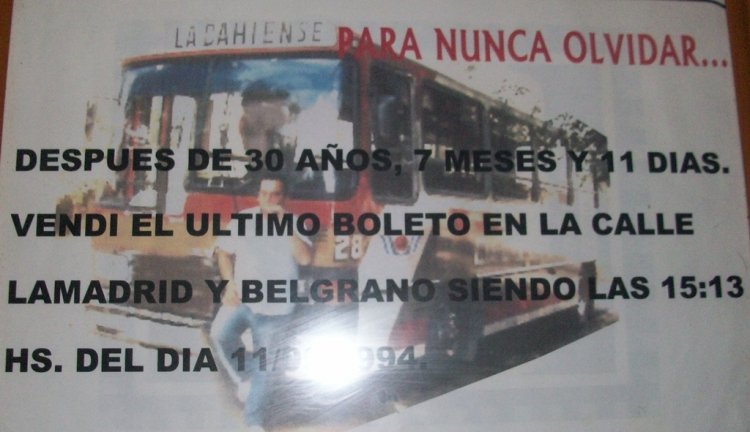 LA BAHIENSE
PARA NUNCA OLVIDAR...
DESPUES DE 30 AÑOS, 7 MESES Y 11 DIAS.
VENDI EL ULTIMO BOLETO EN LA CALLE
28
LAMADRID Y BELGRANO SIENDO LAS 15:13
HS. DEL DIA